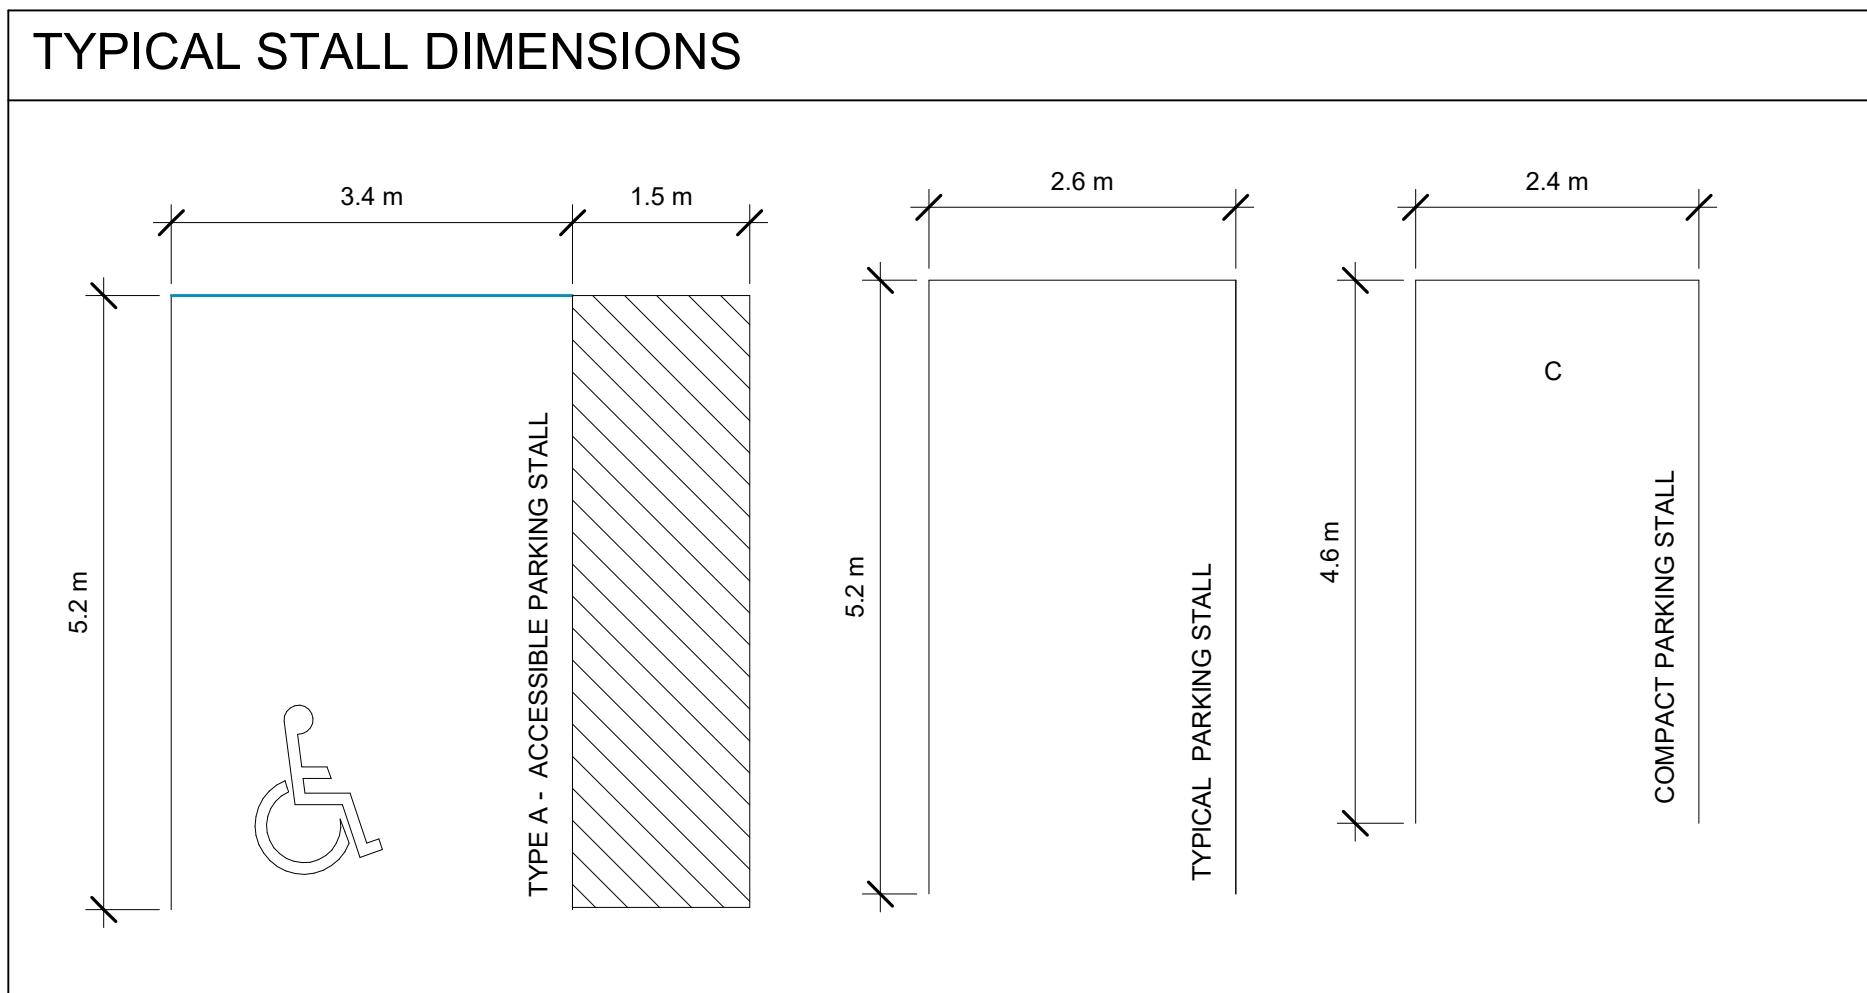 TYPICAL STALL DIMENSIONS
3.4 m
1.5 m
5.2 m
TYPE A - ACCESSIBLE PARKING STALL
2.6 m
5.2 m
TYPICAL PARKING STALL
2.4 m
4.6 m
C
COMPACT PARKING STALL